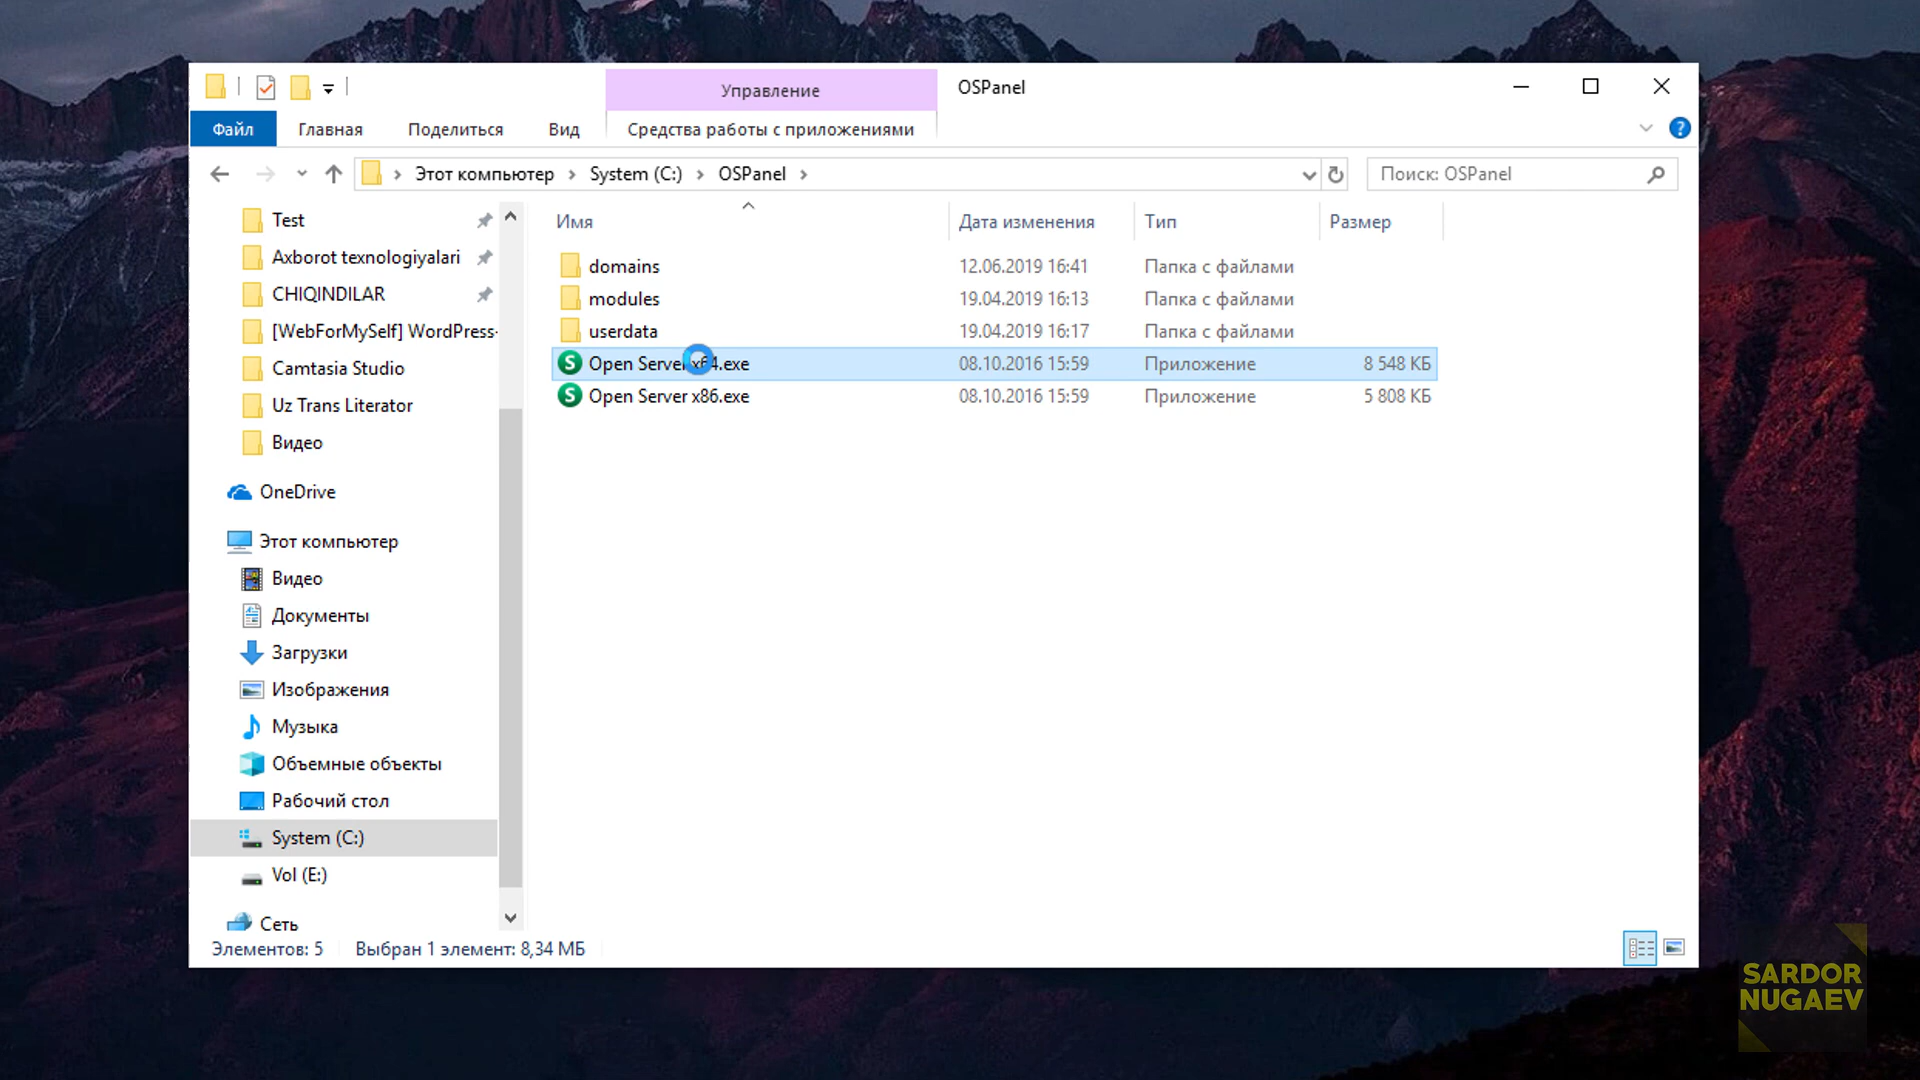 Управление
OSPanel
Файл
Главная
Поделиться
Вид
Средства работы с приложениями
?
Этот компьютер
System (C:)
OSPanel
Поиск: OSPanel
Test
Axborot texnologiyalari
CHIQINDILAR
[WebForMySelf] WordPress-
Camtasia Studio
Uz Trans Literator
Видео
OneDrive
Этот компьютер
Видео
Документы
Загрузки
Изображения
Музыка
Объемные объекты
Рабочий стол
System (C:)
Vol (E:)
Сеть
Имя Дата изменения Тип Размер
domains 12.06.2019 16:41 Папка с файлами
modules 19.04.2019 16:13 Папка с файлами
userdata 19.04.2019 16:17 Папка с файлами
Open Server x64.exe 08.10.2016 15:59 Приложение 8 548 КБ
Open Server x86.exe 08.10.2016 15:59 Приложение 5 808 КБ
Элементов: 5 Выбран 1 элемент: 8,34 МБ
SARDOR
NUGAEV